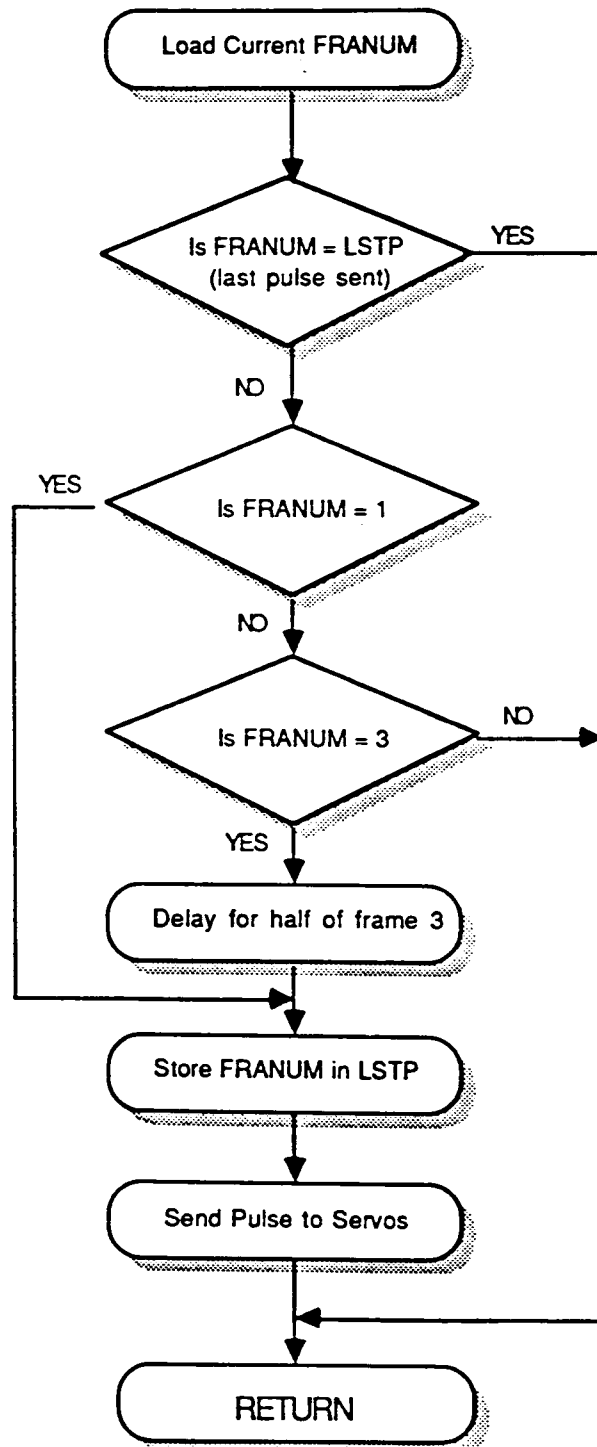 Load Current FRANUM
Is FRANUM = LSTP
(last pulse sent)
YES
NO
YES
Is FRANUM = 1
NO
Is FRANUM = 3
NO
YES
Delay for half of frame 3
Store FRANUM in LSTP
Send Pulse to Servos
RETURN